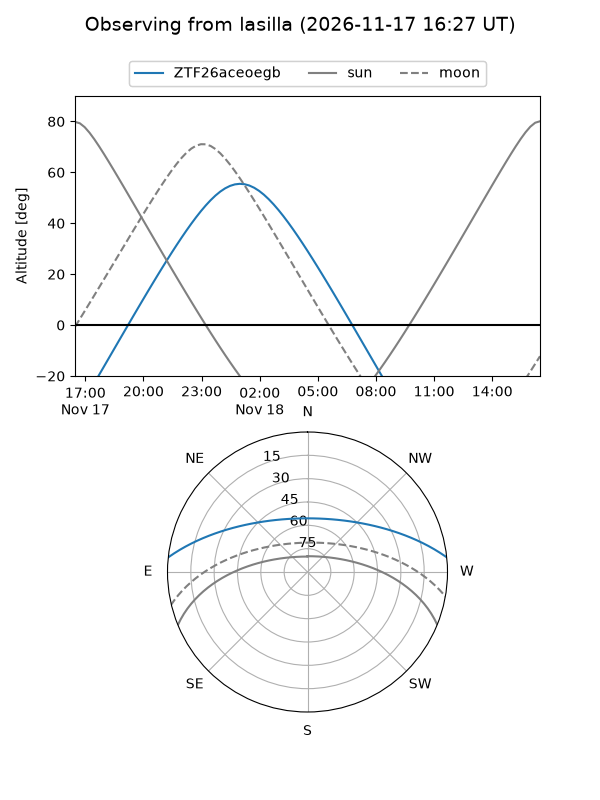 Observing from lasilla (2026-11-17 16:27 UT)
ZTF26aceoegb sun moon
Altitude [deg]
80
60
40
20
0
−20
17:00 20:00 23:00 02:00 05:00 08:00 11:00 14:00
Nov 17 Nov 18
N
NE NW
15
30
45
60
75
E W
SE SW
S